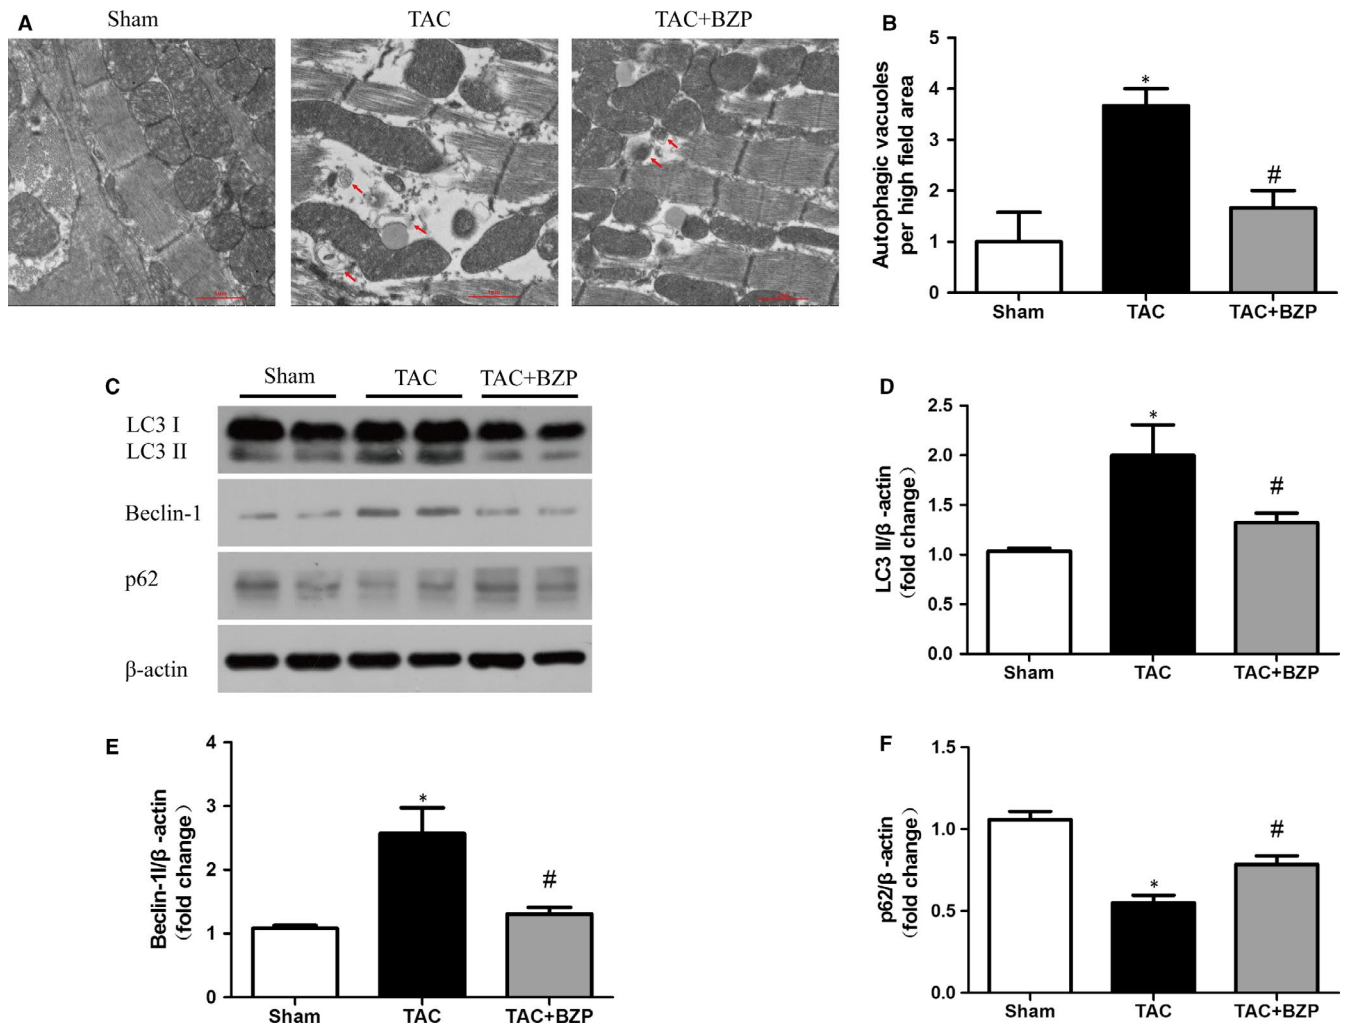 A
Sham
TAC
TAC+BZP
B
Autophagic vacuoles
per high field area
5
4
3
2
1
0
*
#
Sham
TAC
TAC+BZP
C
Sham
TAC
TAC+BZP
LC3 I
LC3 II
Beclin-1
p62
β-actin
D
LC3 II/β -actin
(fold change)
2.5
2.0
1.5
1.0
0.5
0.0
*
#
Sham
TAC
TAC+BZP
E
Beclin-1I/β -actin
(fold change)
4
3
2
1
0
*
#
Sham
TAC
TAC+BZP
F
p62/β -actin
(fold change)
1.5
1.0
0.5
0.0
*
#
Sham
TAC
TAC+BZP